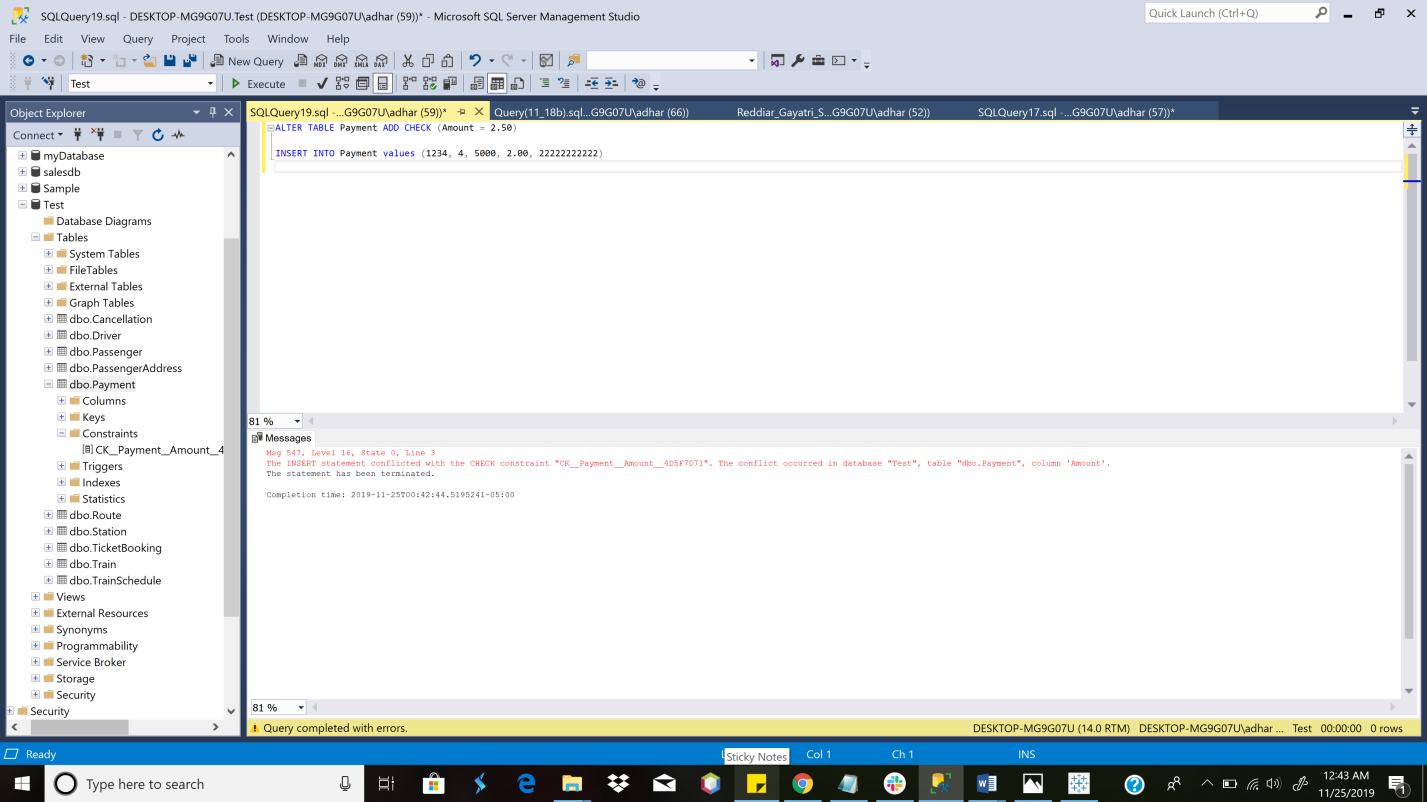 SQLQuery19.sql - DESKTOP-MG9G07U.Test (DESKTOP-MG9G07U\adhar (59))* - Microsoft SQL Server Management Studio
Quick Launch (Ctrl+Q)
File Edit View Query Project Tools Window Help
New Query MDX DMX XMLA DAX
Test Execute
Object Explorer
SQLQuery19.sql -...G9G07U\adhar (59))* Query(11_18b).sql...G9G07U\adhar (66)) Reddiar_Gayatri_S...G9G07U\adhar (52)) SQLQuery17.sql -...G9G07U\adhar (57))*
Connect
myDatabase
salesdb
Sample
Test
Database Diagrams
Tables
System Tables
FileTables
External Tables
Graph Tables
dbo.Cancellation
dbo.Driver
dbo.Passenger
dbo.PassengerAddress
dbo.Payment
Columns
Keys
Constraints
CK__Payment__Amount__4
Triggers
Indexes
Statistics
dbo.Route
dbo.Station
dbo.TicketBooking
dbo.Train
dbo.TrainSchedule
Views
External Resources
Synonyms
Programmability
Service Broker
Storage
Security
Security
ALTER TABLE Payment ADD CHECK (Amount = 2.50)
INSERT INTO Payment values (1234, 4, 5000, 2.00, 22222222222)
81 %
Messages
Msg 547, Level 16, State 0, Line 3
The INSERT statement conflicted with the CHECK constraint "CK__Payment__Amount__4D5F7D71". The conflict occurred in database "Test", table "dbo.Payment", column 'Amount'.
The statement has been terminated.
Completion time: 2019-11-25T00:42:44.5195241-05:00
81 %
Query completed with errors. DESKTOP-MG9G07U (14.0 RTM) DESKTOP-MG9G07U\adhar ... Test 00:00:00 0 rows
Ready Col 1 Ch 1 INS
Sticky Notes
Type here to search
12:43 AM
11/25/2019
1